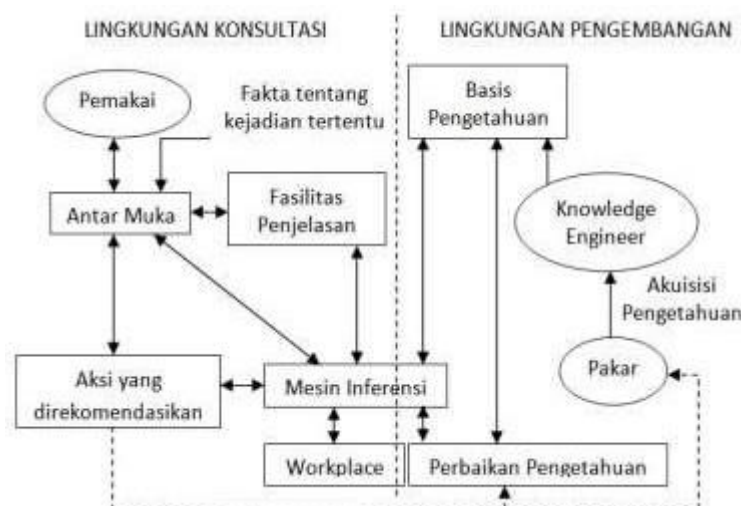 LINGKUNGAN KONSULTASI
LINGKUNGAN PENGEMBANGAN
Pemakai
Fakta tentang
kejadian tertentu
Basis
Pengetahuan
Antar Muka
Fasilitas
Penjelasan
Knowledge
Engineer
Akuisisi
Pengetahuan
Aksi yang
direkomendasikan
Mesin Inferensi
Pakar
Workplace
Perbaikan Pengetahuan